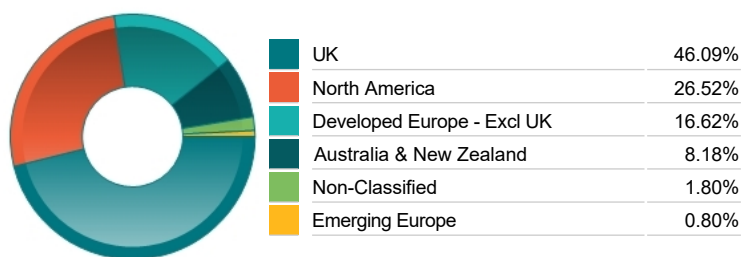 UK 46.09%
North America 26.52%
Developed Europe - Excl UK 16.62%
Australia & New Zealand 8.18%
Non-Classified 1.80%
Emerging Europe 0.80%